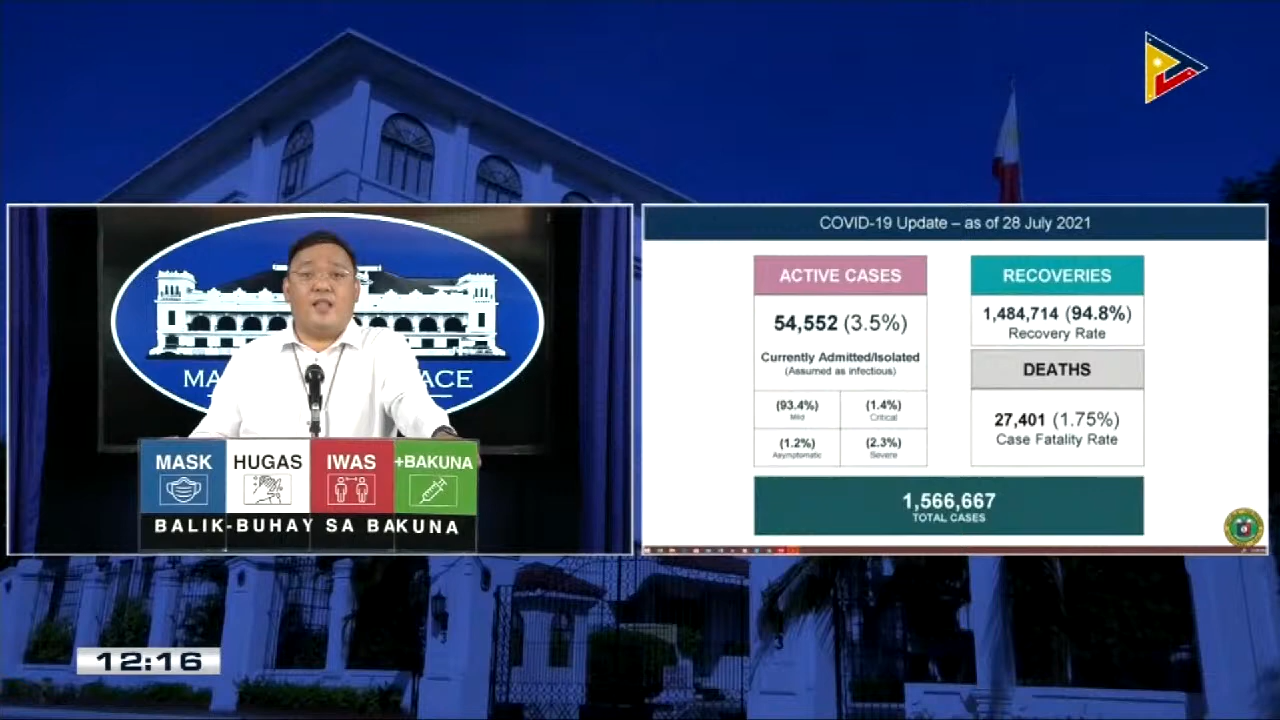 COVID-19 Update – as of 28 July 2021
ACTIVE CASES
54,552 (3.5%)
Currently Admitted/Isolated
(Assumed as infectious)
(93.4%)
Mild
(1.4%)
Critical
(1.2%)
Asymptomatic
(2.3%)
Severe
RECOVERIES
1,484,714 (94.8%)
Recovery Rate
DEATHS
27,401 (1.75%)
Case Fatality Rate
1,566,667
TOTAL CASES
MA
ACE
MASK
HUGAS
IWAS
+BAKUNA
BALIK-BUHAY SA BAKUNA
12:16